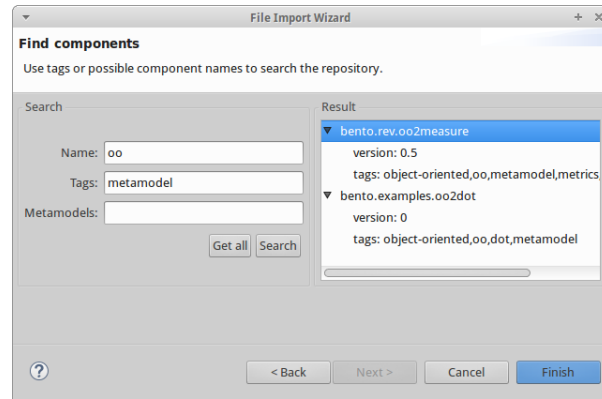 File Import Wizard
Find components
Use tags or possible component names to search the repository.
Search
Name: oo
Tags: metamodel
Metamodels:
Get all Search
Result
bento.rev.oo2measure
version: 0.5
tags: object-oriented,oo,metamodel,metrics,
bento.examples.oo2dot
version: 0
tags: object-oriented,oo,dot,metamodel
? < Back Next > Cancel Finish